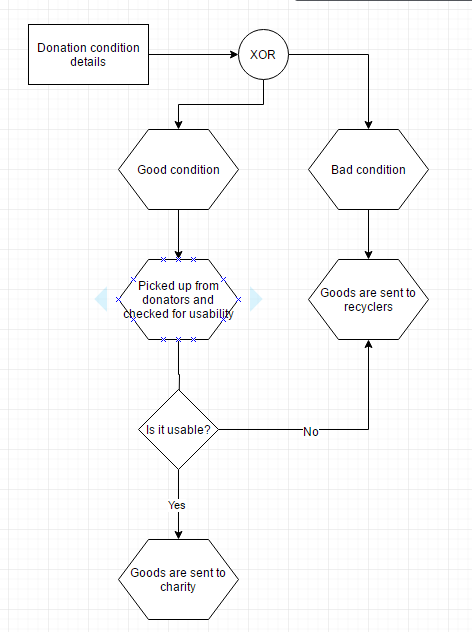 Donation condition
details
XOR
Good condition
Bad condition
Picked up from
donators and
checked for usability
Goods are sent to
recyclers
Is it usable?
No
Yes
Goods are sent to
charity